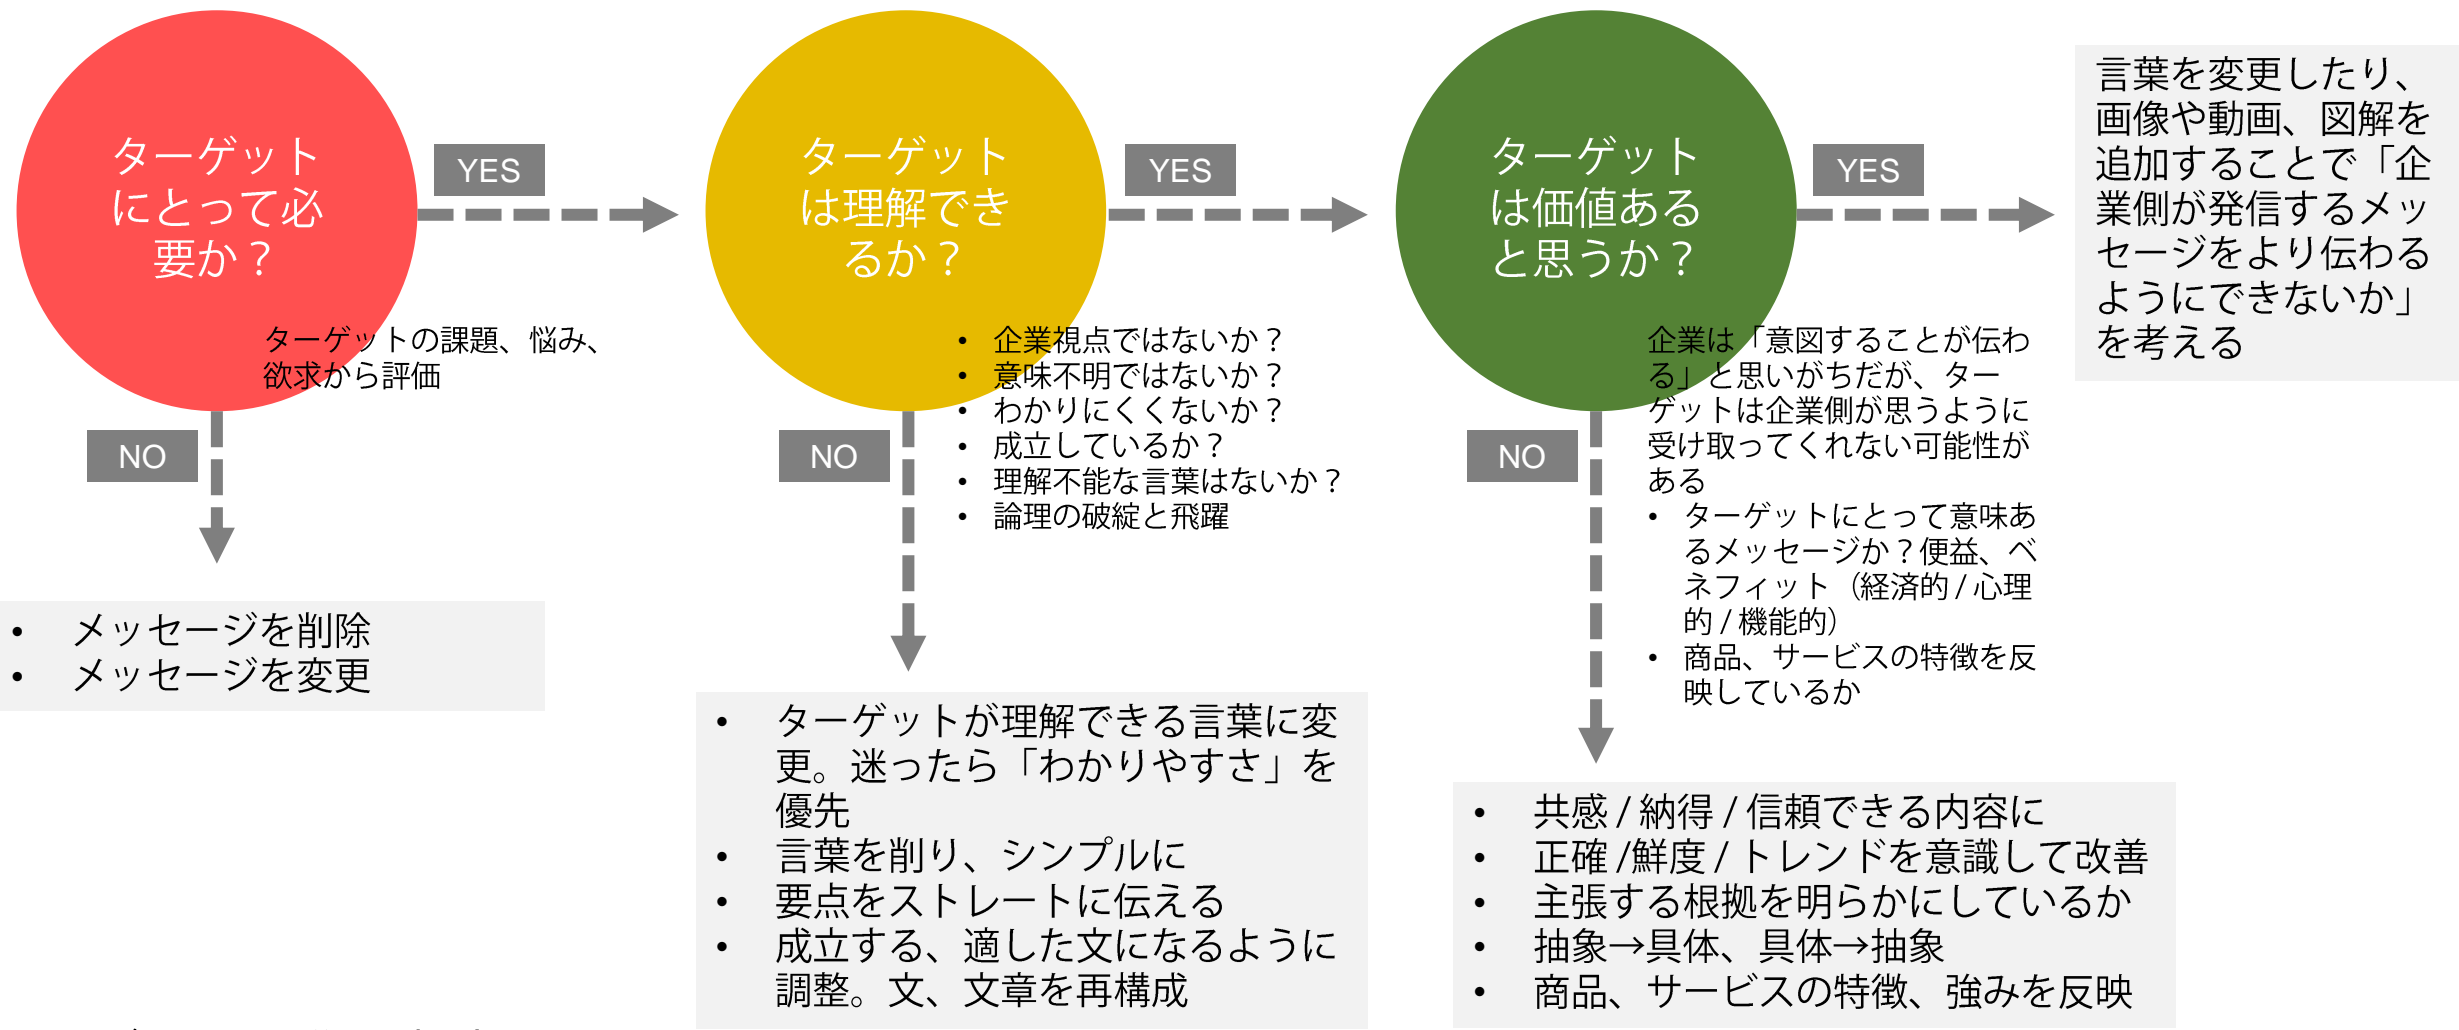 ターゲット
にとって必
要か？
YES
ターゲットの課題、悩み、
欲求から評価
NO
• メッセージを削除
• メッセージを変更
ターゲット
は理解でき
るか？
YES
• 企業視点ではないか？
• 意味不明ではないか？
• わかりにくくないか？
• 成立しているか？
• 理解不能な言葉はないか？
• 論理の破綻と飛躍
NO
• ターゲットが理解できる言葉に変
更。迷ったら「わかりやすさ」を
優先
• 言葉を削り、シンプルに
• 要点をストレートに伝える
• 成立する、適した文になるように
調整。文、文章を再構成
ターゲット
は価値ある
と思うか？
YES
企業は「意図することが伝わ
る」と思いがちだが、ター
ゲットは企業側が思うように
受け取ってくれない可能性が
ある
• ターゲットにとって意味あ
るメッセージか？便益、ベ
ネフィット（経済的 / 心理
的 / 機能的）
• 商品、サービスの特徴を反
映しているか
NO
• 共感 / 納得 / 信頼できる内容に
• 正確 /鮮度 / トレンドを意識して改善
• 主張する根拠を明らかにしているか
• 抽象→具体、具体→抽象
• 商品、サービスの特徴、強みを反映
言葉を変更したり、
画像や動画、図解を
追加することで「企
業側が発信するメッ
セージをより伝わる
ようにできないか」
を考える